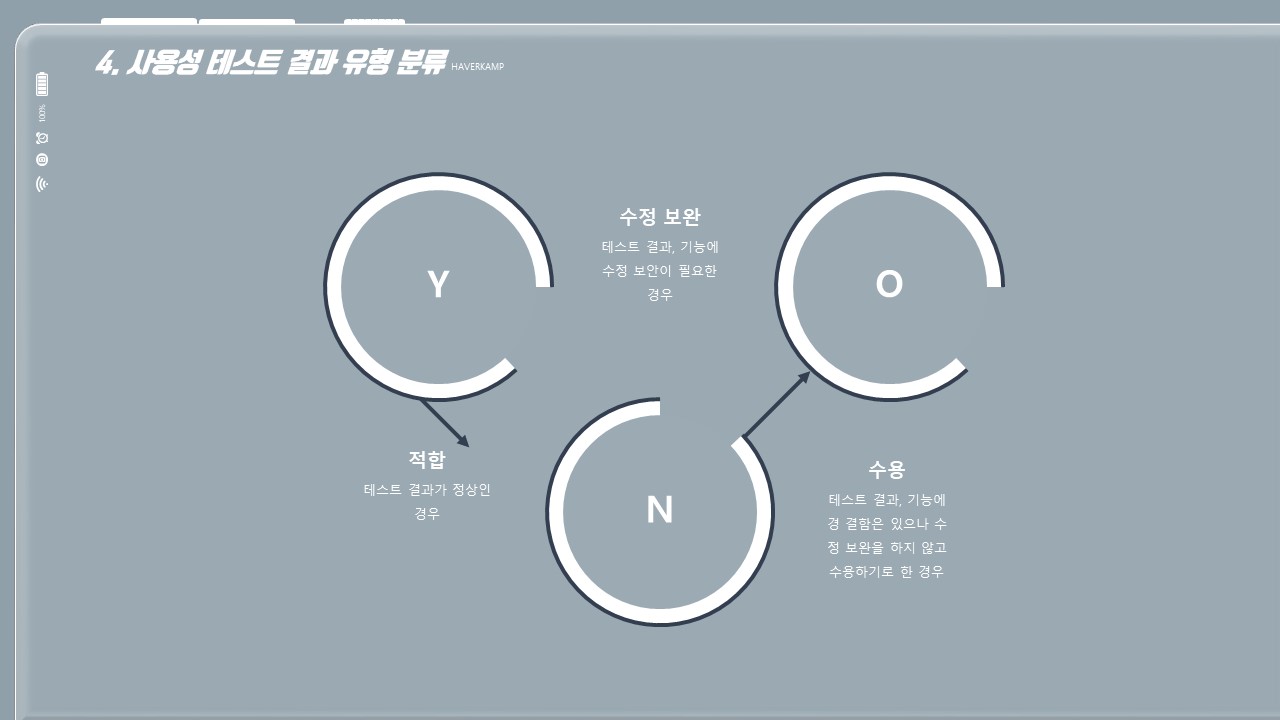 4. 사용성 테스트 결과 유형 분류 HAVERKAMP
100%
Y
수정 보완
테스트 결과, 기능에
수정 보안이 필요한
경우
O
적합
테스트 결과가 정상인
경우
N
수용
테스트 결과, 기능에
경 결함은 있으나 수
정 보완을 하지 않고
수용하기로 한 경우